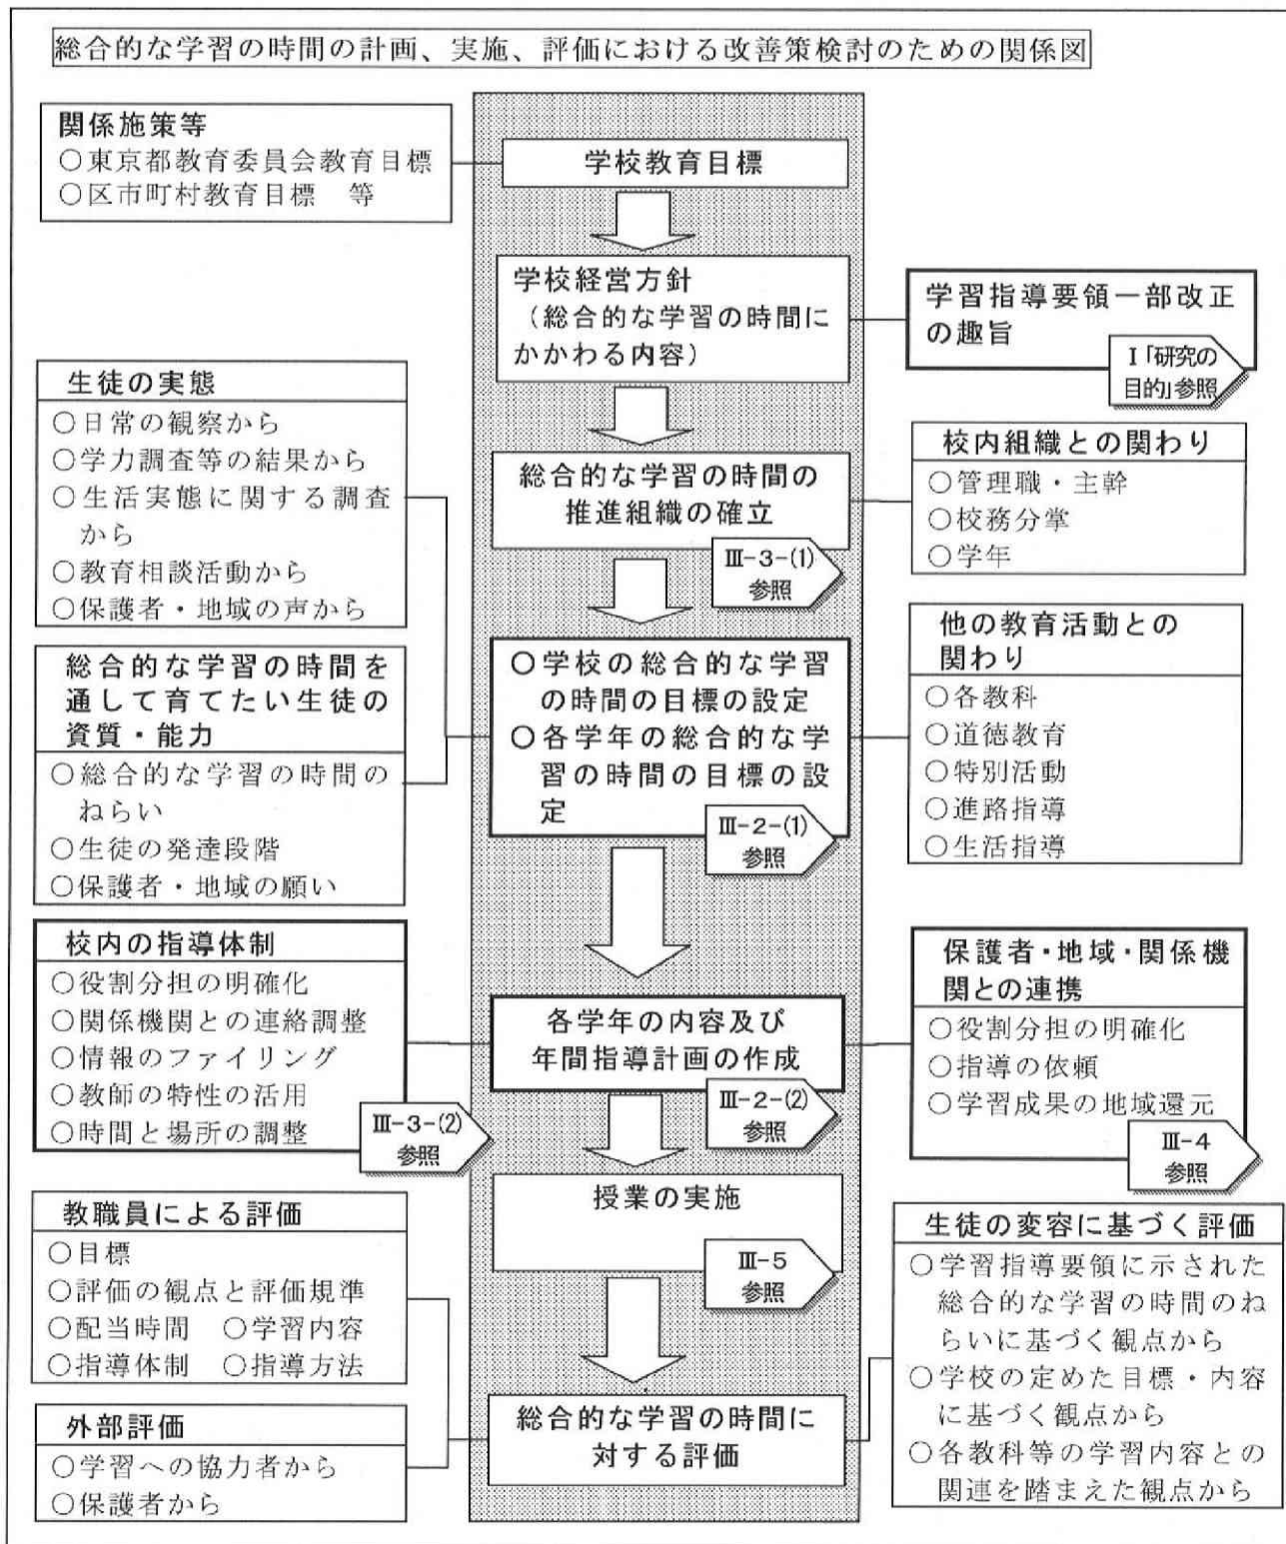 総合的な学習の時間の計画、実施、評価における改善策検討のための関係図
関係施策等
○東京都教育委員会教育目標
○区市町村教育目標　等
学校教育目標
学校経営方針
（総合的な学習の時間に
かかわる内容）
学習指導要領一部改正
の趣旨
Ⅰ「研究の
目的」参照
生徒の実態
○日常の観察から
○学力調査等の結果から
○生活実態に関する調査
から
○教育相談活動から
○保護者・地域の声から
総合的な学習の時間の
推進組織の確立
Ⅲ-3-(1)
参照
校内組織との関わり
○管理職・主幹
○校務分掌
○学年
総合的な学習の時間を
通して育てたい生徒の
資質・能力
○総合的な学習の時間の
ねらい
○生徒の発達段階
○保護者・地域の願い
○学校の総合的な学習
の時間の目標の設定
○各学年の総合的な学
習の時間の目標の設
定
Ⅲ-2-(1)
参照
他の教育活動との
関わり
○各教科
○道徳教育
○特別活動
○進路指導
○生活指導
校内の指導体制
○役割分担の明確化
○関係機関との連絡調整
○情報のファイリング
○教師の特性の活用
○時間と場所の調整
Ⅲ-3-(2)
参照
各学年の内容及び
年間指導計画の作成
Ⅲ-2-(2)
参照
保護者・地域・関係機
関との連携
○役割分担の明確化
○指導の依頼
○学習成果の地域還元
Ⅲ-4
参照
授業の実施
Ⅲ-5
参照
教職員による評価
○目標
○評価の観点と評価規準
○配当時間　○学習内容
○指導体制　○指導方法
外部評価
○学習への協力者から
○保護者から
総合的な学習の時間に
対する評価
生徒の変容に基づく評価
○学習指導要領に示された
総合的な学習の時間のね
らいに基づく観点から
○学校の定めた目標・内容
に基づく観点から
○各教科等の学習内容との
関連を踏まえた観点から